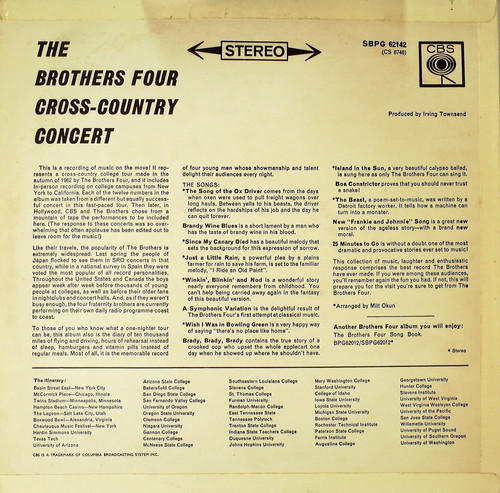 THE
BROTHERS FOUR
CROSS-COUNTRY
CONCERT
STEREO
SBPG 62142
(CS 8746)
CBS
Produced by Irving Townsend
This is a recording of music on the move! It represents a cross-country college tour made in the
autumn of 1962 by The Brothers Four, and it includes
in-person recording on college campuses from New
York to California. Each of the twelve numbers in the
album was taken from a different but equally successful concert in this fast-paced tour. Then later, in
Hollywood, CBS and The Brothers chose from a
mountain of tape the performances to be included
here. (The response to these concerts was so overwhelming that often applause has been edited out to
leave room for the music!)
Like their travels, the popularity of The Brothers is
extremely widespread. Last spring the people of
Japan flocked to see them in SRO concerts in that
country, while in a national survey in Spain they were
voted the most popular of all record personalities.
Throughout the United States and Canada the boys
appear week after week before thousands of young
people at colleges, as well as before their older fans
in nightclubs and concert halls. And, as if they weren't
busy enough, the four fraternity brothers are currently
performing on their own daily radio programme coast
to coast.
To those of you who know what a one-nighter tour
can be, this album also is the diary of ten thousand
miles of flying and driving, hours of rehearsal instead
of sleep, hamburgers and vitamin pills instead of
regular meals. Most of all, it is the memorable record
of four young men whose showmanship and talent
delight their audiences every night.
THE SONGS:
*The Song of the Ox Driver comes from the days
when oxen were used to pull freight wagons over
long hauls. Between yells to his beasts, the driver
reflects on the hardships of his job and the day he
can quit forever.
Brandy Wine Blues is a short lament by a man who
has the taste of brandy wine in his blood.
*Since My Canary Died has a beautiful melody that
sets the background for this expression of sorrow.
*Just a Little Rain, a powerful plea by a plains
farmer for rain to save his farm, is set to the familiar
melody, "I Ride an Old Paint".
*Winkin', Blinkin' and Nod is a wonderful story
nearly everyone remembers from childhood. You
can't help being carried away again in the fantasy
of this beautiful version.
A Symphonic Variation is the delightful result of
The Brothers Four's first attempt at classical music.
*Wish I Was in Bowling Green is a very happy way
of saying "there's no place like home".
Brady, Brady, Brady contains the true story of a
crooked cop who upset the whole applecart one
day when he showed up where he shouldn't have.
*Island in the Sun, a very beautiful calypso ballad,
is sung here as only The Brothers Four can sing it.
Boa Constrictor proves that you should never trust
a snake!
*The Beast, a poem-set-to-music, was written by a
Detroit factory worker. It tells how a machine can
turn into a monster.
New "Frankie and Johnnie" Song is a great new
version of the ageless story—with a brand new
ending.
25 Minutes to Go is without a doubt one of the most
dramatic and provocative stories ever set to music!
This collection of music, laughter and enthusiastic
response comprises the best record The Brothers
have ever made. If you were among these audiences,
you'll remember again the fun you had. If not, this will
prepare you for the visit you're sure to get from The
Brothers Four.
*Arranged by Milt Okun
Another Brothers Four album you will enjoy:
The Brothers Four Song Book.
BPG62012/SBPG62012*
* Stereo
The Itinerary:
Basin Street East—New York City
McCormick Place—Chicago, Illinois
Twins Stadium—Minneapolis, Minnesota
Hampton Beach Casino—New Hampshire
The Lagoon—Salt Lake City, Utah
Stanwood Bowl—Alexandria, Virginia
Chautauqua Music Festival—New York
Hardin Simmons University
Texas Tech
University of Arizona
Arizona State College
Bakersfield College
San Diego State College
San Fernando Valley College
University of Oregon
Oregon State University
Clemson College
Niagara University
Gannon College
Centenary College
McNeese State College
Southeastern Louisiana College
Stevens College
St. Thomas College
Furman University
Randolph-Macon College
East Tennessee State
Tennessee Polytech
Trenton State College
Indiana State Teachers College
Duquesne University
Johns Hopkins University
Mary Washington College
Stanford University
College of Idaho
Iowa State University
Loyola University
Michigan State University
Boston College
Rochester Technical Institute
Paterson State College
Ferris Institute
Augustina College
Georgetown University
Hunter College
Stevens Institute
University of West Virginia
West Virginia Wesleyan College
University of the Pacific
San Jose State College
Willamette University
University of Puget Sound
University of Southern Oregon
University of Washington
CBS IS A TRADEMARK OF COLUMBIA BROADCASTING SYSTEM INC.